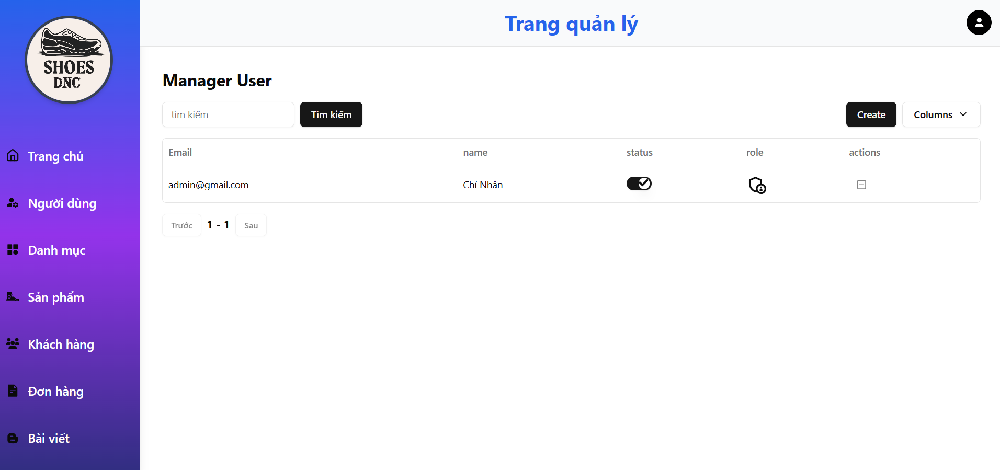 SHOES
DNC
Trang chủ
Người dùng
Danh mục
Sản phẩm
Khách hàng
Đơn hàng
Bài viết
Trang quản lý
Manager User
tìm kiếm Tìm kiếm Create Columns
Email name status role actions
admin@gmail.com Chí Nhân
Trước 1 - 1 Sau